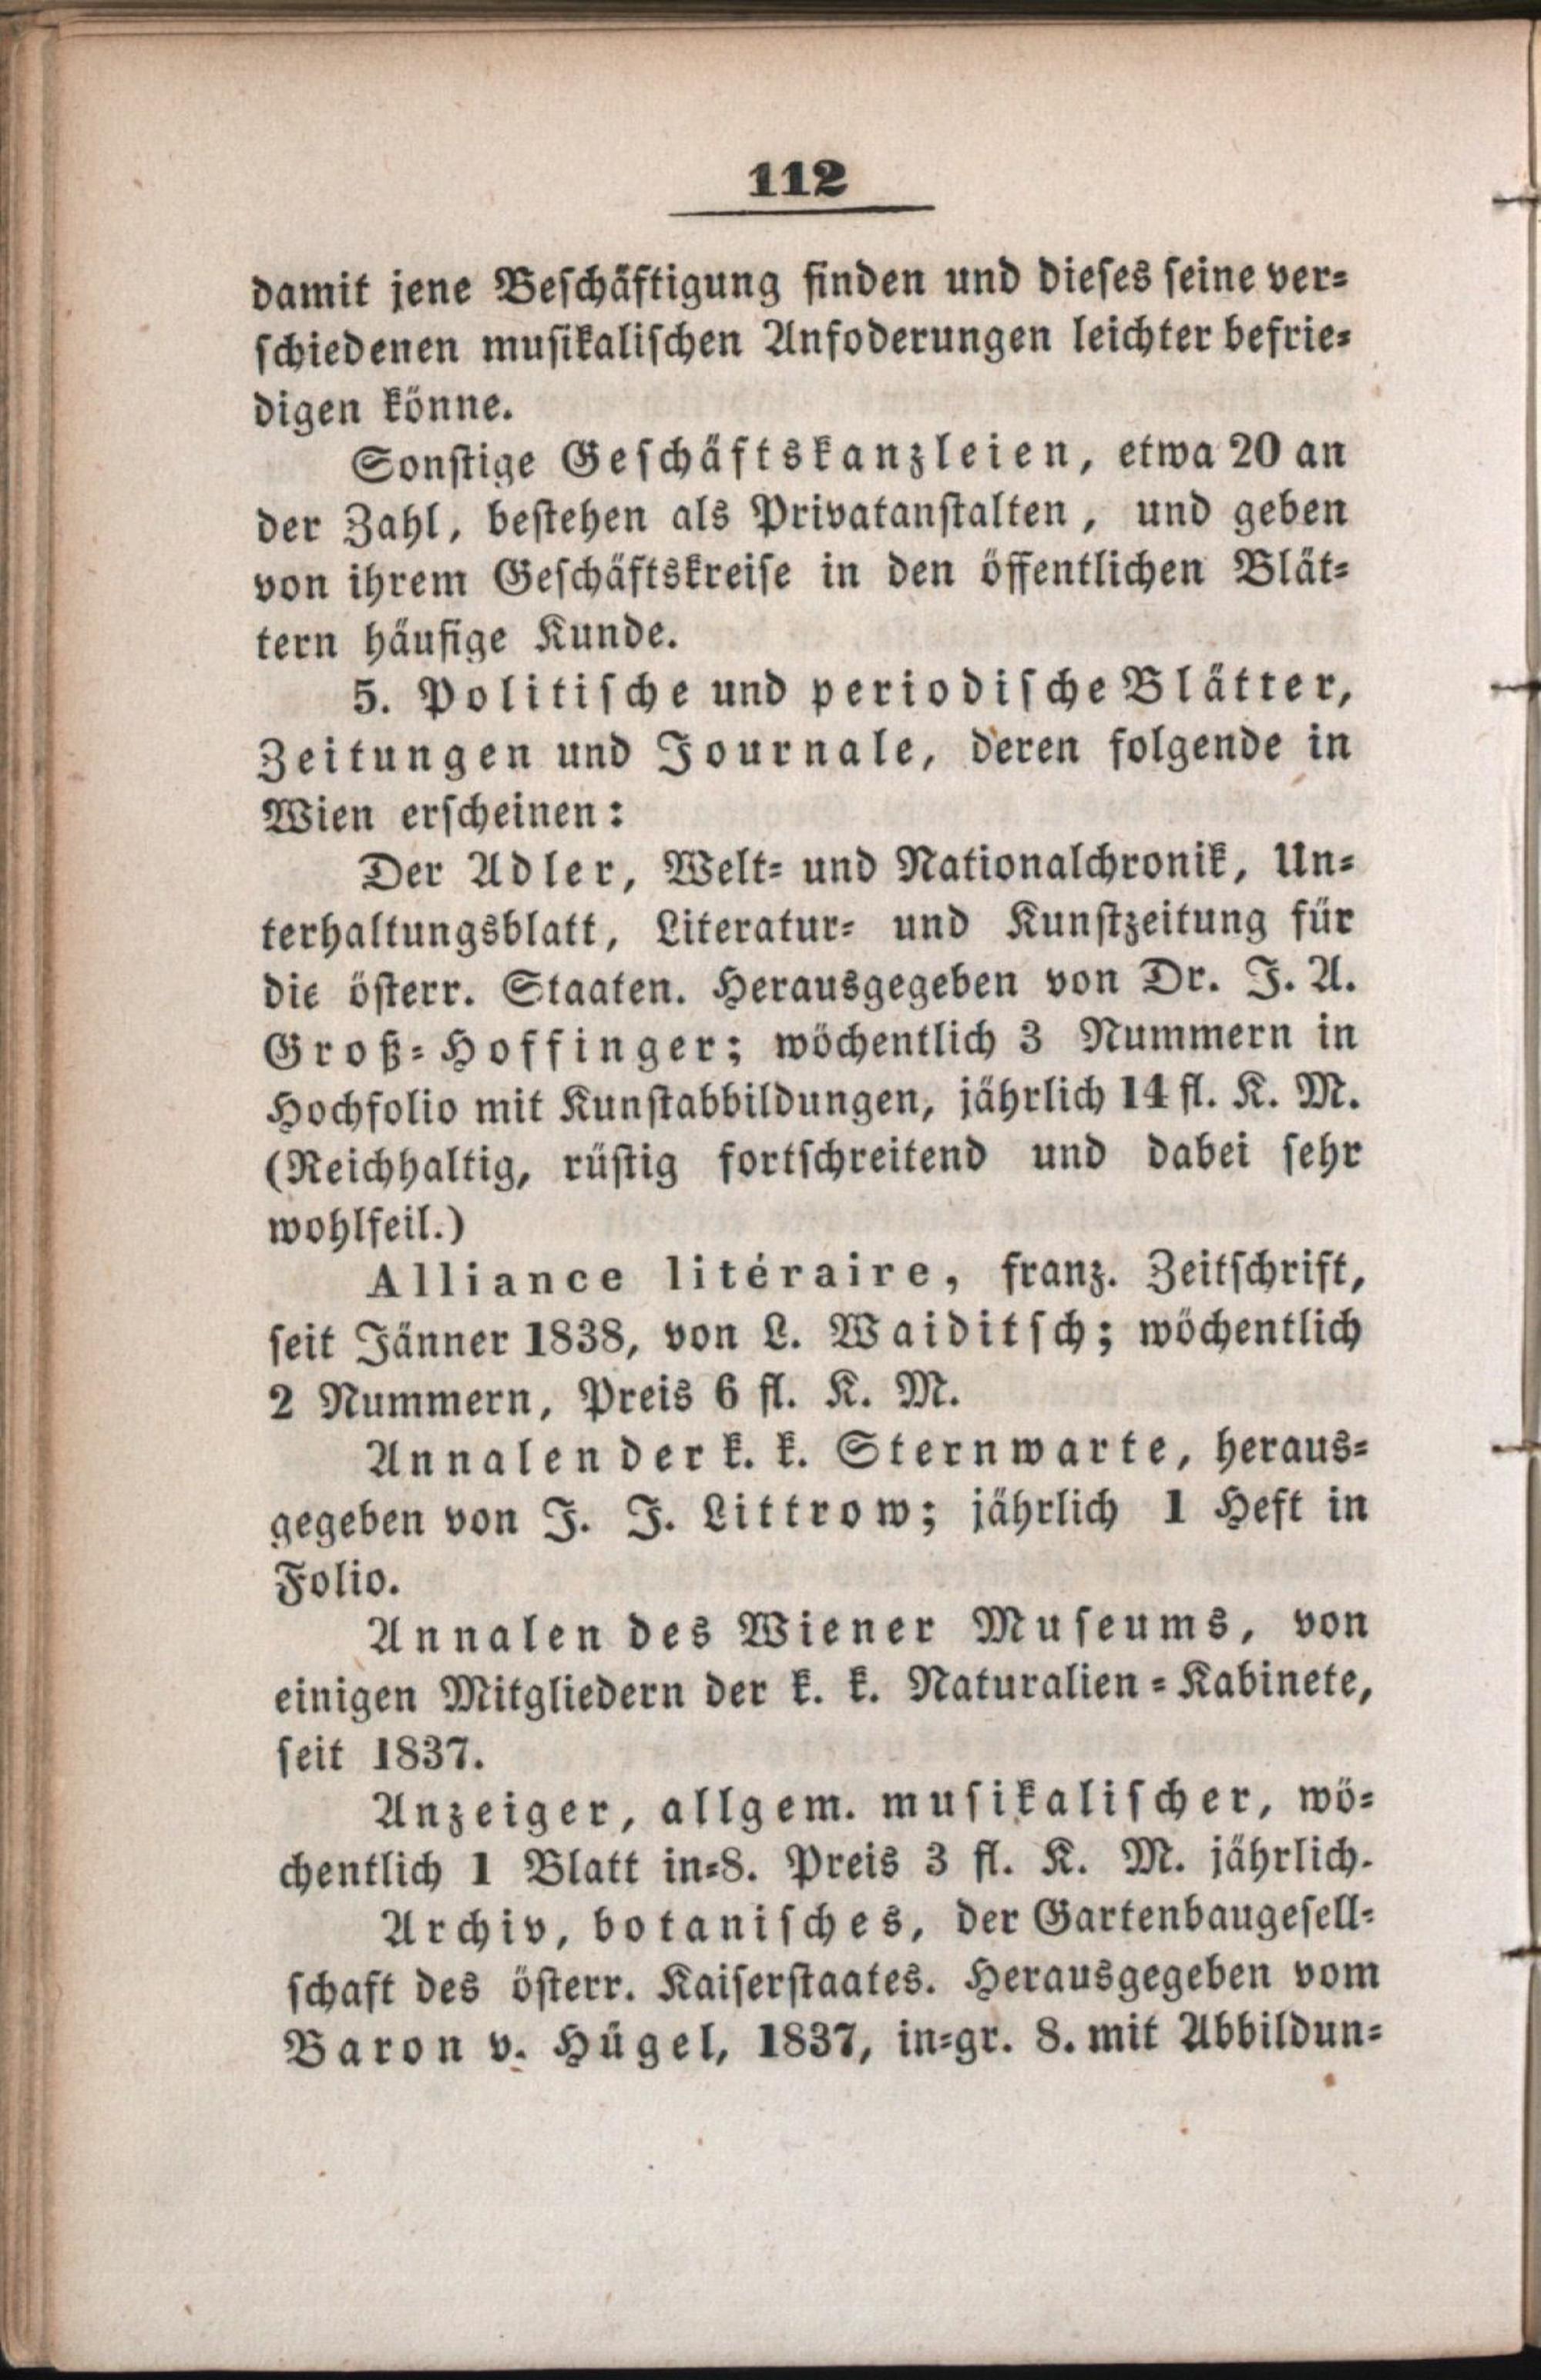 112
damit jene Beschäftigung finden und dieses seine ver-
schiedenen musikalischen Anfoderungen leichter befrie-
digen könne.
Sonstige Geschäftskanzleien, etwa 20 an
der Zahl, bestehen als Privatanstalten, und geben
von ihrem Geschäftskreise in den öffentlichen Blät-
tern häufige Kunde.
5. Politische und periodische Blätter,
Zeitungen und Journale, deren folgende in
Wien erscheinen:
Der Adler, Welt- und Nationalchronik, Un-
terhaltungsblatt, Literatur- und Kunstzeitung für
die österr. Staaten. Herausgegeben von Dr. J. A.
Groß-Hoffinger; wöchentlich 3 Nummern in
Hochfolio mit Kunstabbildungen, jährlich 14 fl. K. M.
(Reichhaltig, rüstig fortschreitend und dabei sehr
wohlfeil.)
Alliance litéraire, franz. Zeitschrift,
seit Jänner 1838, von L. Waiditsch; wöchentlich
2 Nummern, Preis 6 fl. K. M.
Annalen der k. k. Sternwarte, heraus-
gegeben von J. J. Littrow; jährlich 1 Heft in
Folio.
Annalen des Wiener Museums, von
einigen Mitgliedern der k. k. Naturalien-Kabinete,
seit 1837.
Anzeiger, allgem. musikalischer, wö-
chentlich 1 Blatt in-8. Preis 3 fl. K. M. jährlich.
Archiv, botanisches, der Gartenbaugesell-
schaft des österr. Kaiserstaates. Herausgegeben vom
Baron v. Hügel, 1837, in-gr. 8. mit Abbildun-